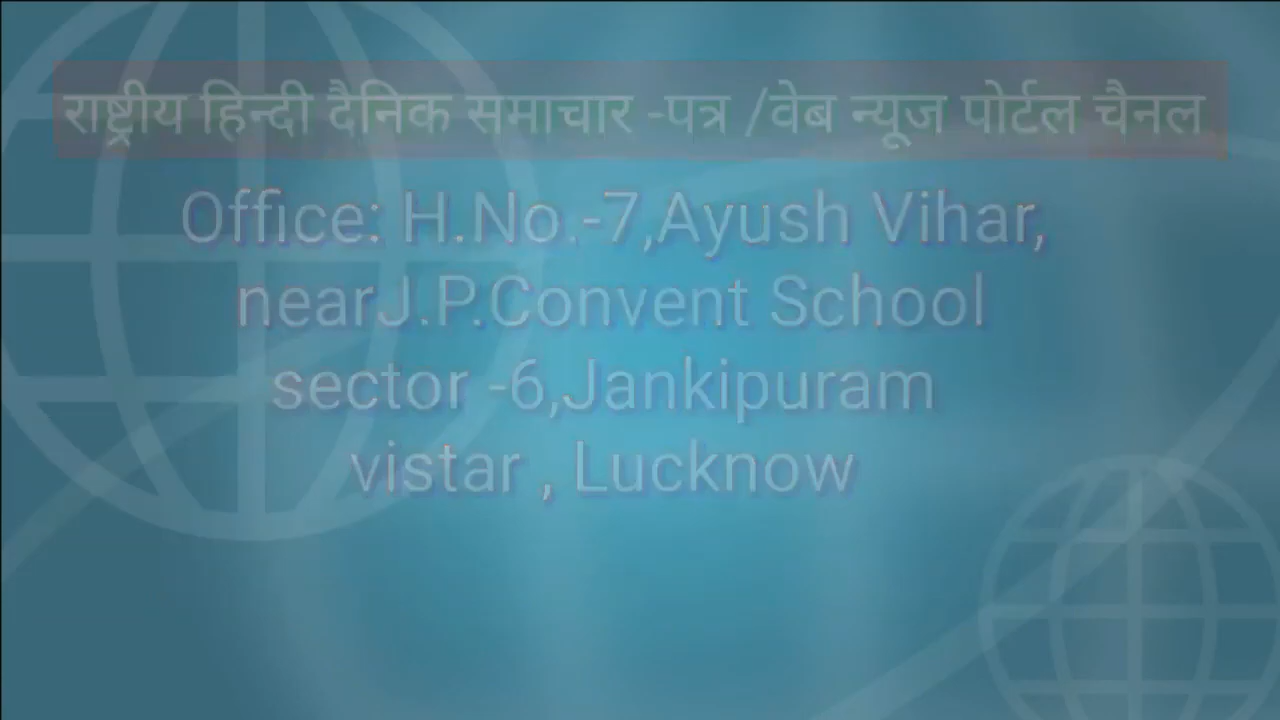 राष्ट्रीय हिन्दी दैनिक समाचार -पत्र /वेब न्यूज पोर्टल चैनल
Office: H.No.-7,Ayush Vihar,
nearJ.P.Convent School
sector -6,Jankipuram
vistar , Lucknow